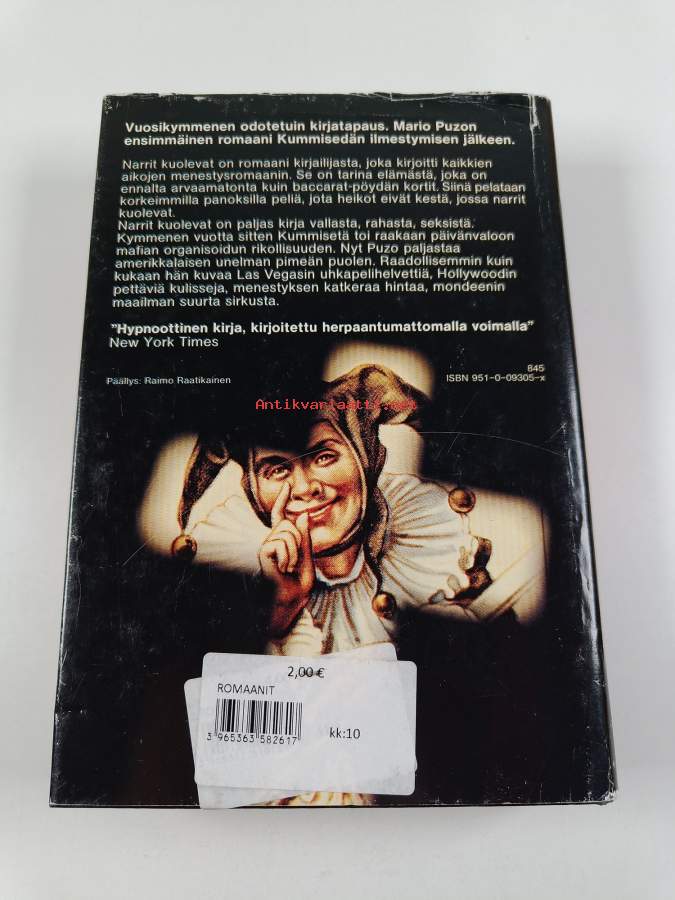 Vuosikymmenen odotetuin kirjatapaus. Mario Puzon
ensimmäinen romaani Kummisedän ilmestymisen jälkeen.
Narrit kuolevat on romaani kirjailijasta, joka kirjoitti kaikkien
aikojen menestysromaanin. Se on tarina elämästä, joka on
ennalta arvaamatonta kuin baccarat-pöydän kortit. Siinä pelataan
korkeimmilla panoksilla peliä, jota heikot eivät kestä, jossa narrit
kuolevat.
Narrit kuolevat on paljas kirja vallasta, rahasta, seksistä.
Kymmenen vuotta sitten Kummisetä toi raakaan päivänvaloon
mafian organisoidun rikollisuuden. Nyt Puzo paljastaa
amerikkalaisen unelman pimeän puolen. Raadollisemmin kuin
kukaan hän kuvaa Las Vegasin uhkapelihelvettiä, Hollywoodin
pettäviä kulisseja, menestyksen katkeraa hintaa, mondeenin
maailman suurta sirkusta.
"Hypnoottinen kirja, kirjoitettu herpaantumattomalla voimalla"
New York Times
845
Päällys: Raimo Raatikainen
ISBN 951-0-09305-x
Antikvariaatti.net
2,00 €
ROMAANIT
3 965363 582617
kk:10